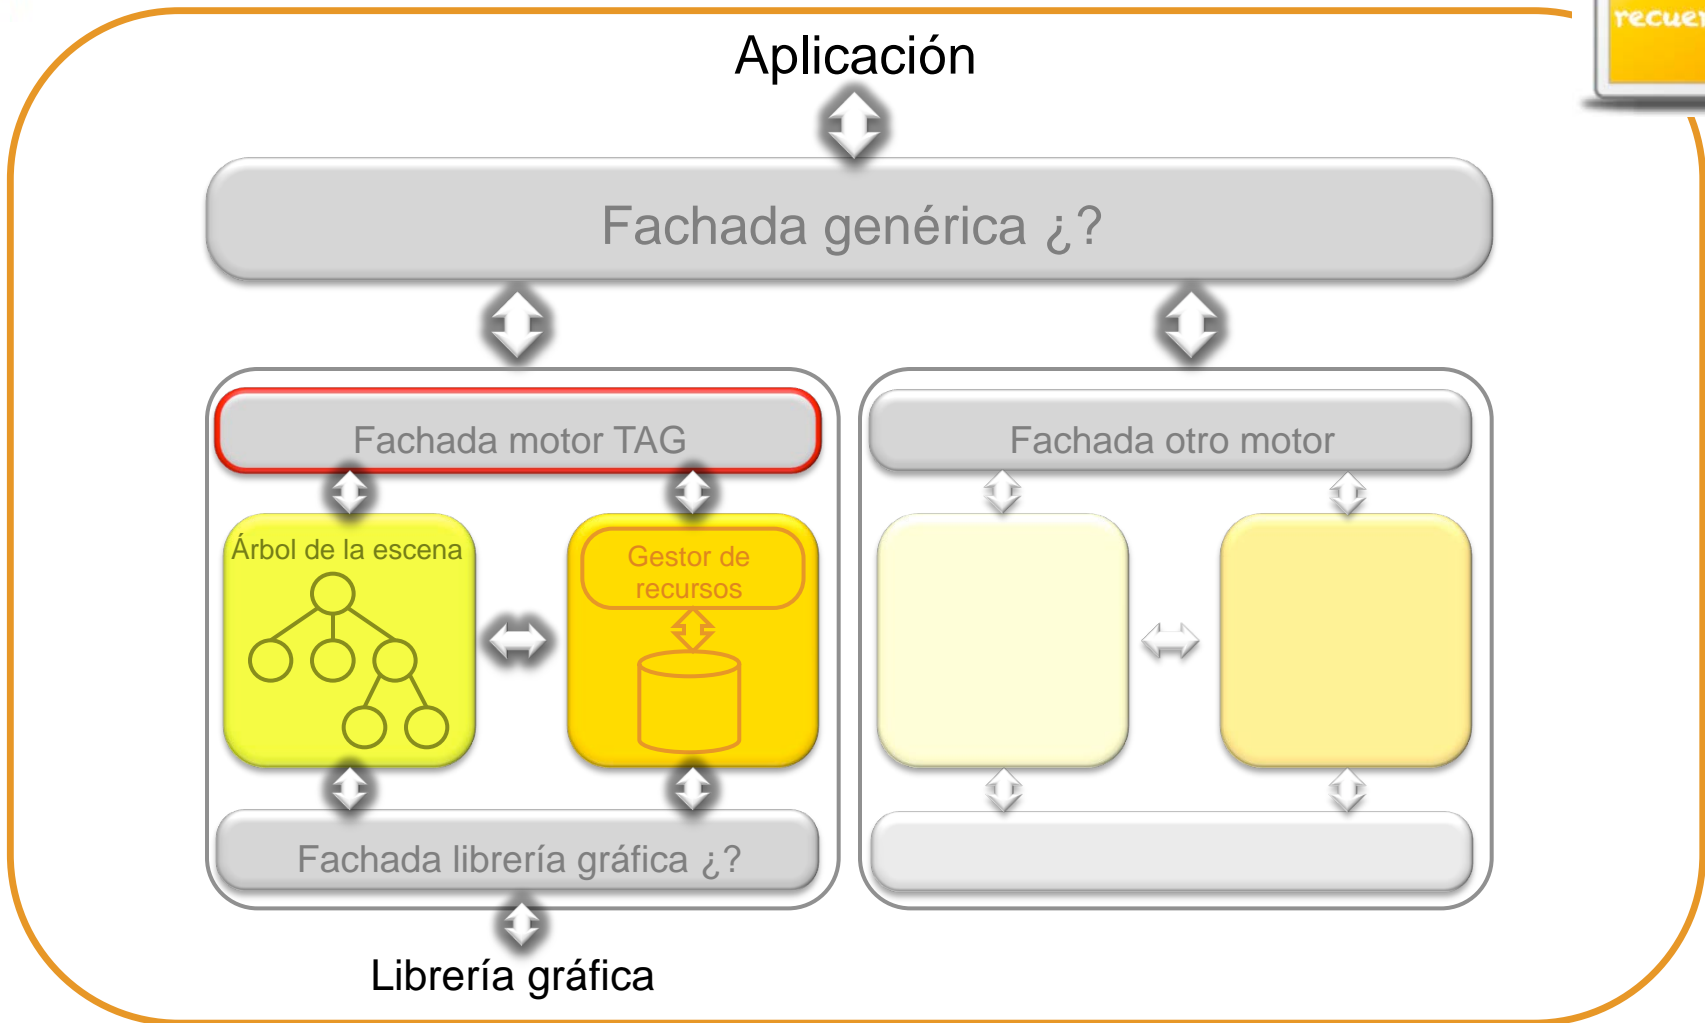 Aplicación
Fachada genérica ¿?
Fachada motor TAG
Fachada otro motor
Árbol de la escena
Gestor de
recursos
Fachada librería gráfica ¿?
Librería gráfica